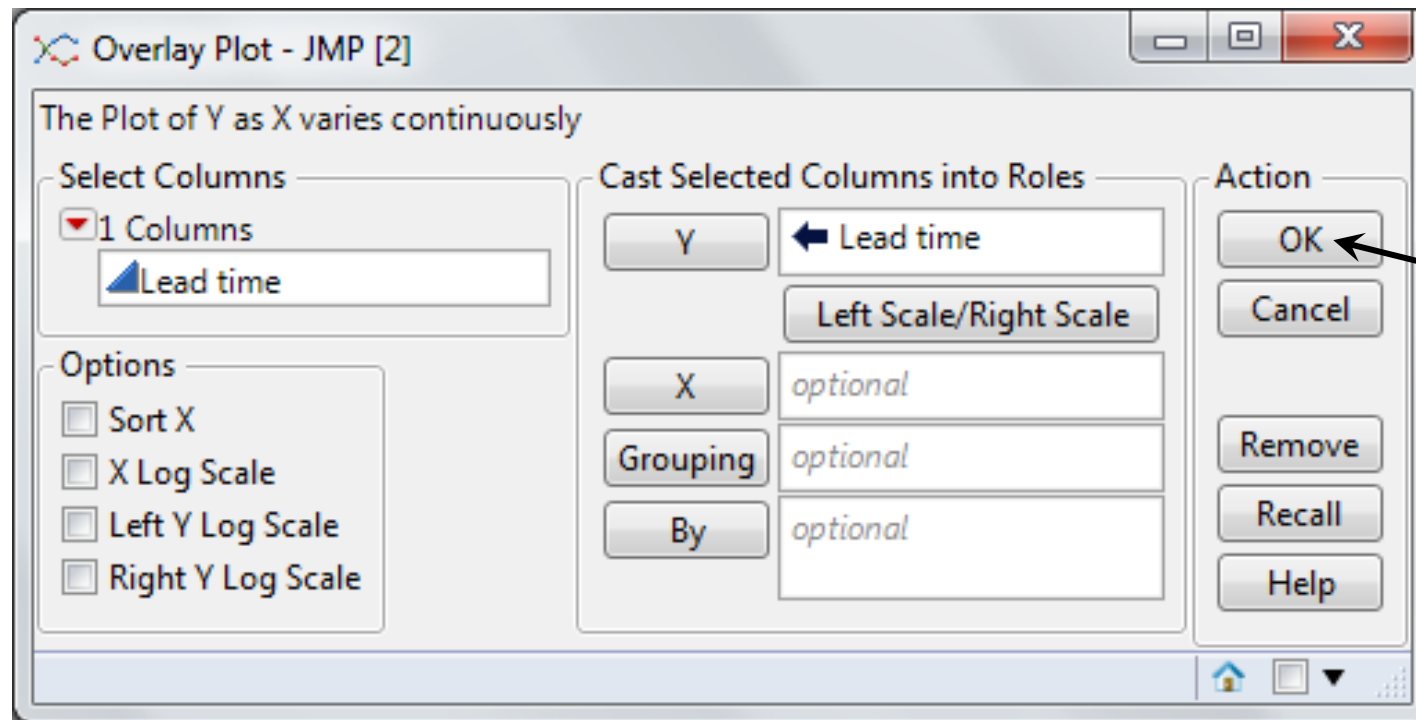 Overlay Plot - JMP [2]
The Plot of Y as X varies continuously
Select Columns
1 Columns
Lead time
Options
Sort X
X Log Scale
Left Y Log Scale
Right Y Log Scale
Cast Selected Columns into Roles
Y
Lead time
Left Scale/Right Scale
X
optional
Grouping
optional
By
optional
Action
OK
Cancel
Remove
Recall
Help